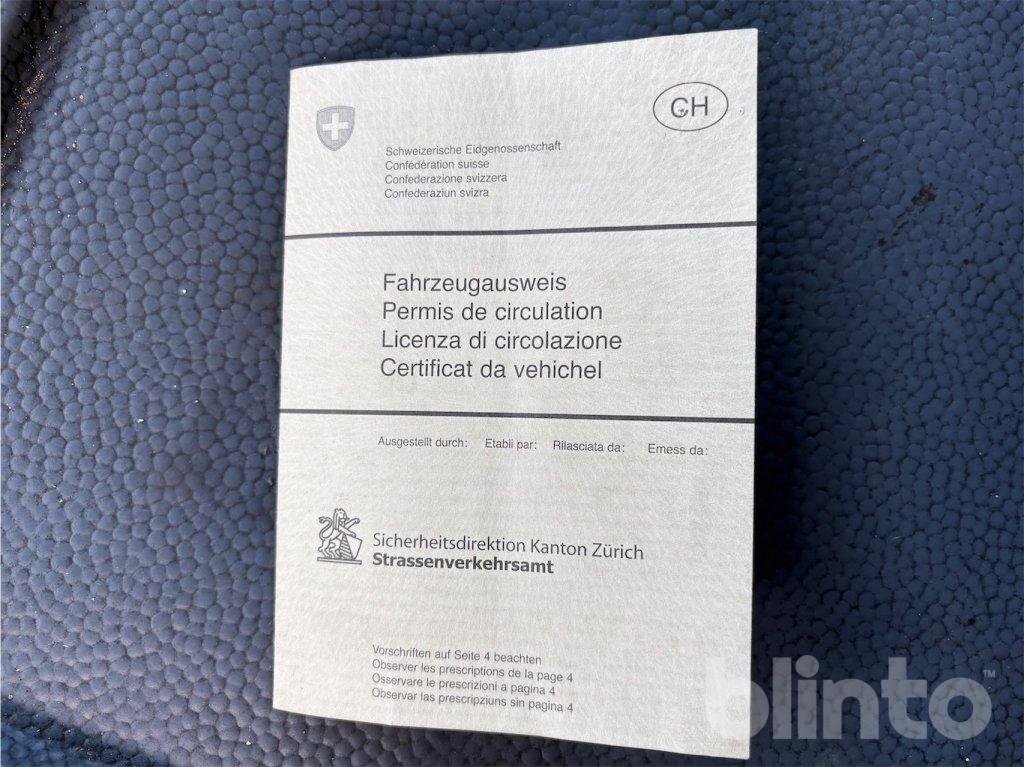 CH
Schweizerische Eidgenossenschaft
Confédération suisse
Confederazione svizzera
Confederaziun svizra
Fahrzeugausweis
Permis de circulation
Licenza di circolazione
Certificat da vehichel
Ausgestellt durch: Etabli par: Rilasciata da: Emess da:
Sicherheitsdirektion Kanton Zürich
Strassenverkehrsamt
Vorschriften auf Seite 4 beachten
Observer les prescriptions de la page 4
Osservare le prescrizioni a pagina 4
Observar las prescripziuns sin pagina 4
blinto™